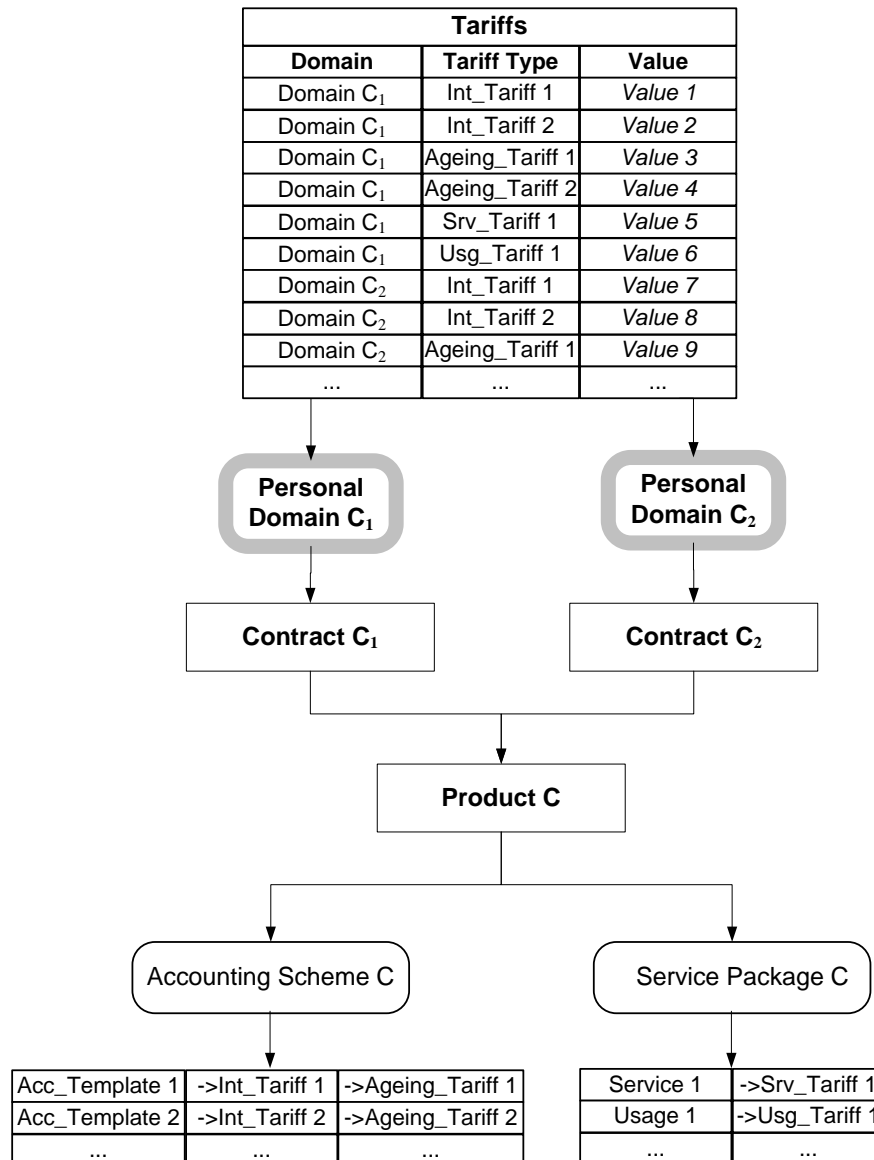 Tariffs
Domain Tariff Type Value
Domain C₁ Int_Tariff 1 Value 1
Domain C₁ Int_Tariff 2 Value 2
Domain C₁ Ageing_Tariff 1 Value 3
Domain C₁ Ageing_Tariff 2 Value 4
Domain C₁ Srv_Tariff 1 Value 5
Domain C₁ Usg_Tariff 1 Value 6
Domain C₂ Int_Tariff 1 Value 7
Domain C₂ Int_Tariff 2 Value 8
Domain C₂ Ageing_Tariff 1 Value 9
... ... ...
Personal
Domain C₁
Personal
Domain C₂
Contract C₁
Contract C₂
Product C
Accounting Scheme C
Service Package C
Acc_Template 1 ->Int_Tariff 1 ->Ageing_Tariff 1
Acc_Template 2 ->Int_Tariff 2 ->Ageing_Tariff 2
... ... ...
Service 1 ->Srv_Tariff 1
Usage 1 ->Usg_Tariff 1
... ...